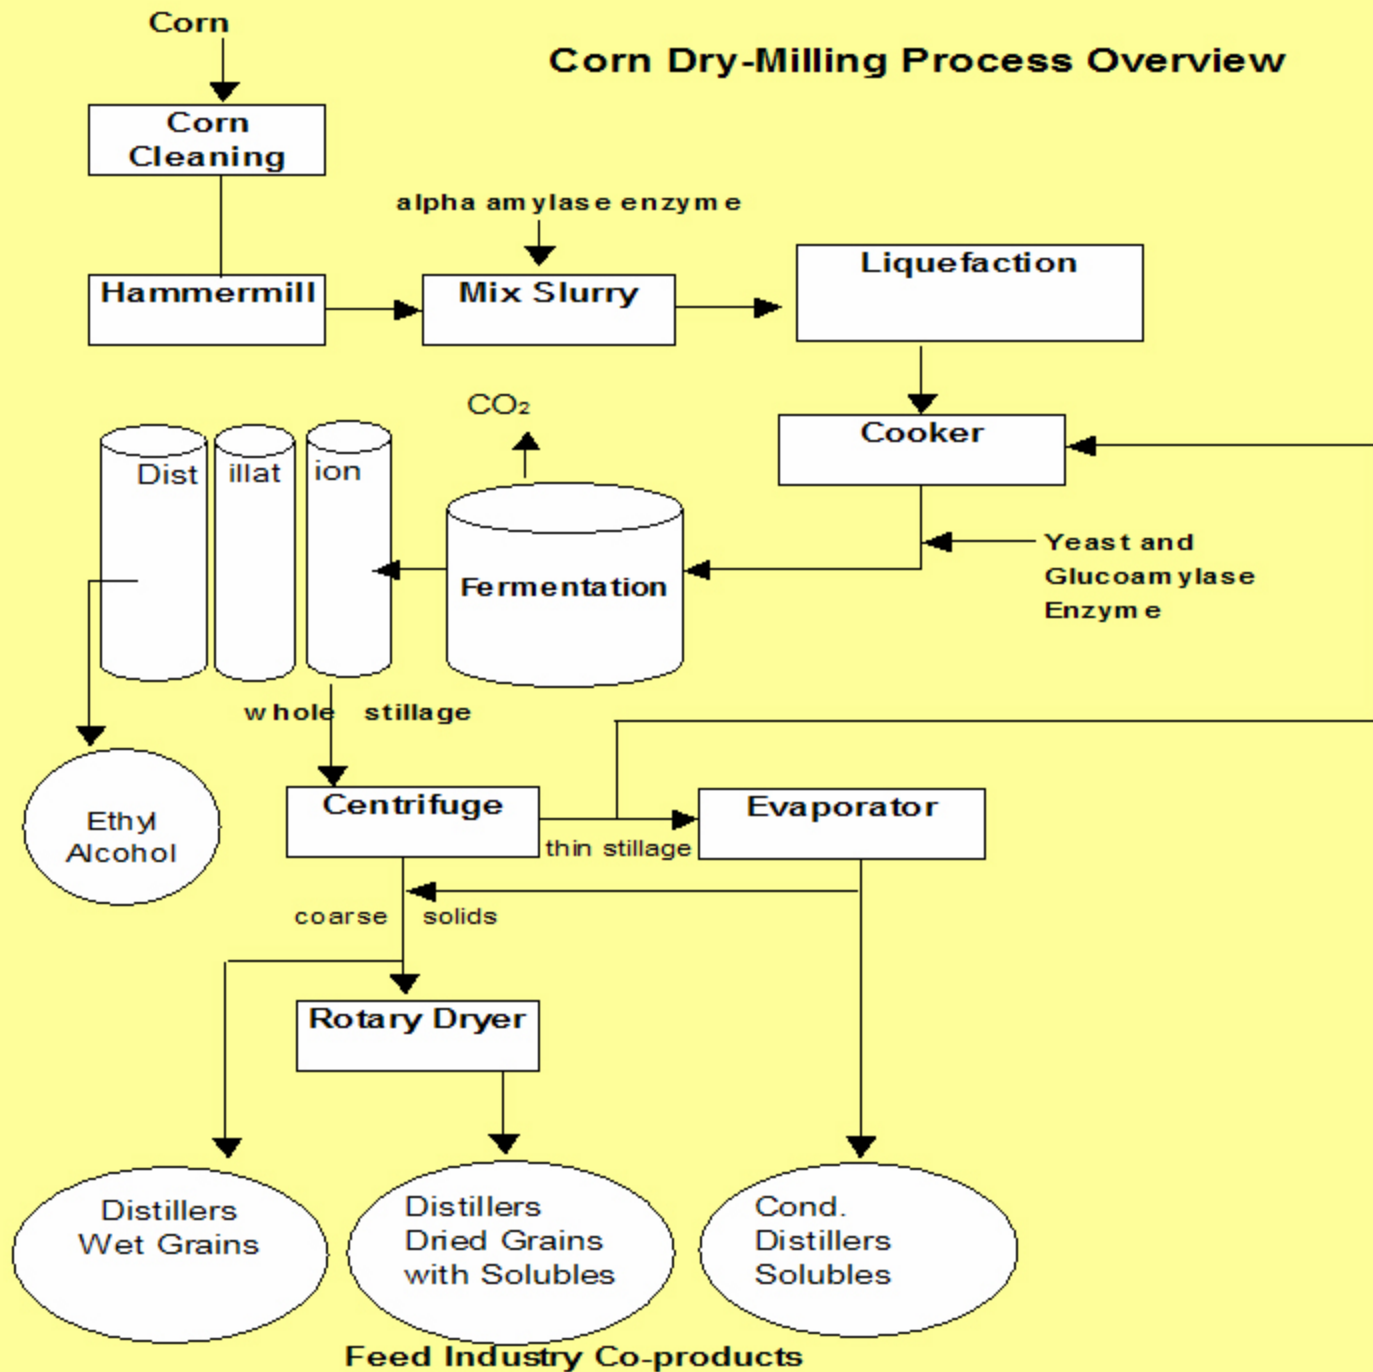 Corn
Corn Dry-Milling Process Overview
Corn
Cleaning
alpha amylase enzyme
Hammermill
Mix Slurry
Liquefaction
CO₂
Cooker
Dist illat ion
Fermentation
Yeast and
Glucoamylase
Enzyme
whole stillage
Ethyl
Alcohol
Centrifuge
Evaporator
thin stillage
coarse solids
Rotary Dryer
Distillers
Wet Grains
Distillers
Dried Grains
with Solubles
Cond.
Distillers
Solubles
Feed Industry Co-products